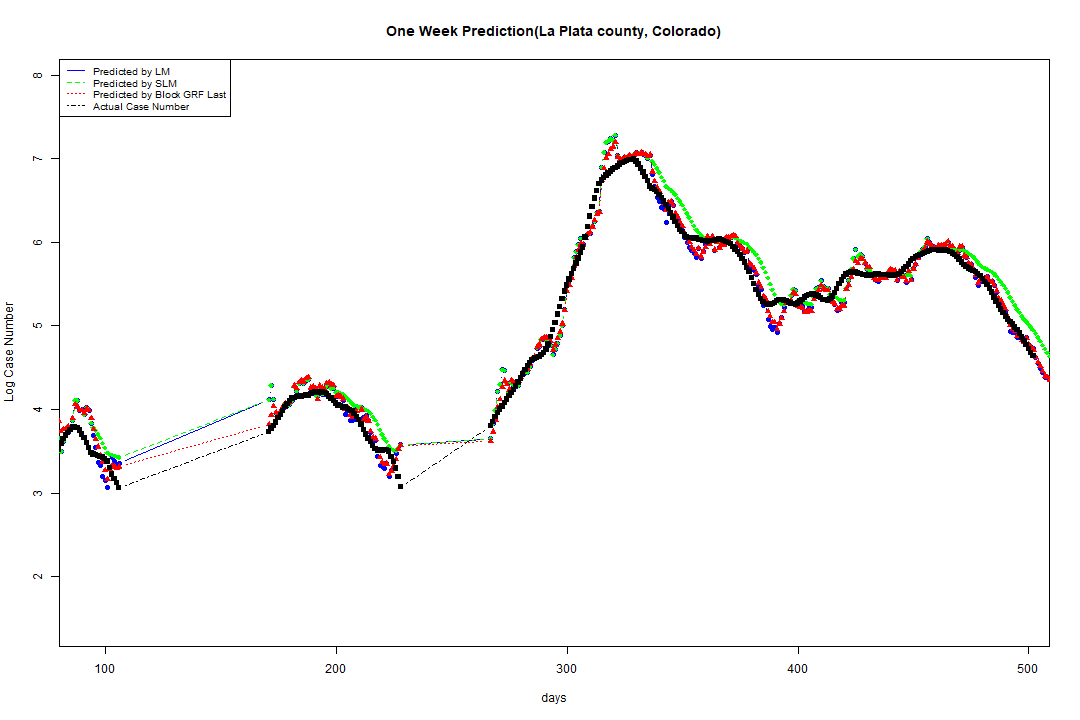 One Week Prediction(La Plata county, Colorado)
Predicted by LM
Predicted by SLM
Predicted by Block GRF Last
Actual Case Number
8
7
6
5
4
3
2
Log Case Number
100 200 300 400 500
days